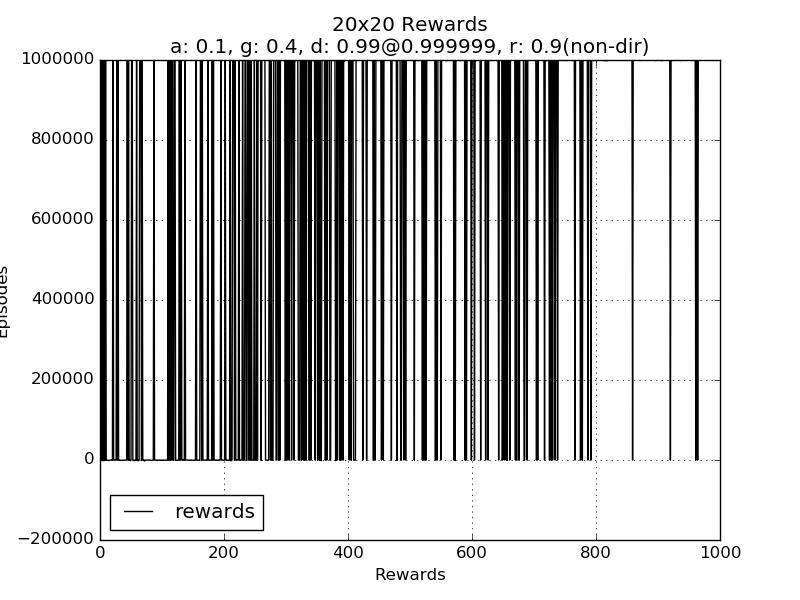 20x20 Rewards
a: 0.1, g: 0.4, d: 0.99@0.999999, r: 0.9(non-dir)
1000000
800000
600000
400000
200000
0
−200000
Episodes
rewards
0 200 400 600 800 1000
Rewards